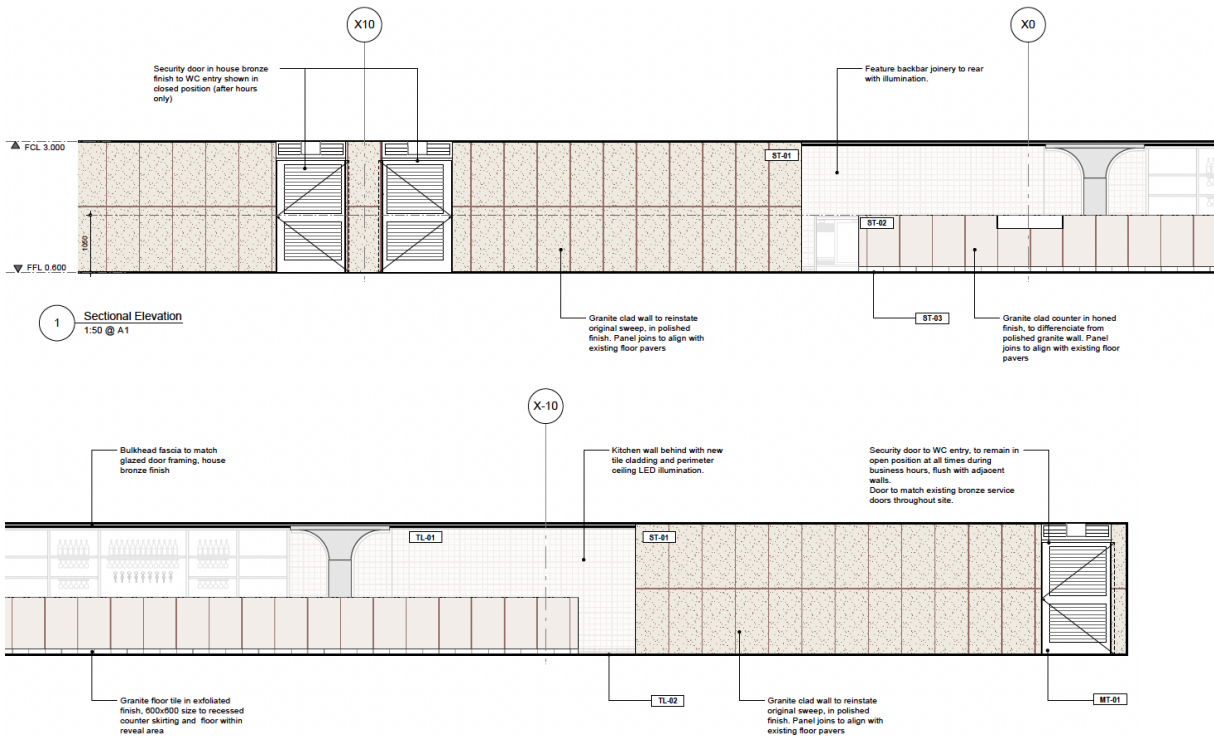 X10
X0
Security door in house bronze
finish to WC entry shown in
closed position (after hours
only)
Feature backbar joinery to rear
with illumination.
FCL 3.000
ST-01
ST-02
1050
FFL 0.600
1
Sectional Elevation
1:50 @ A1
Granite clad wall to reinstate
original sweep, in polished
finish. Panel joins to align with
existing floor pavers
ST-03
Granite clad counter in honed
finish, to differenciate from
polished granite wall. Panel
joins to align with existing floor
pavers
X-10
Bulkhead fascia to match
glazed door framing, house
bronze finish
Kitchen wall behind with new
tile cladding and perimeter
ceiling LED illumination.
Security door to WC entry, to remain in
open position at all times during
business hours, flush with adjacent
walls.
Door to match existing bronze service
doors throughout site.
TL-01
ST-01
Granite floor tile in exfoliated
finish, 600x600 size to recessed
counter skirting and floor within
reveal area
TL-02
Granite clad wall to reinstate
original sweep, in polished
finish. Panel joins to align with
existing floor pavers
MT-01